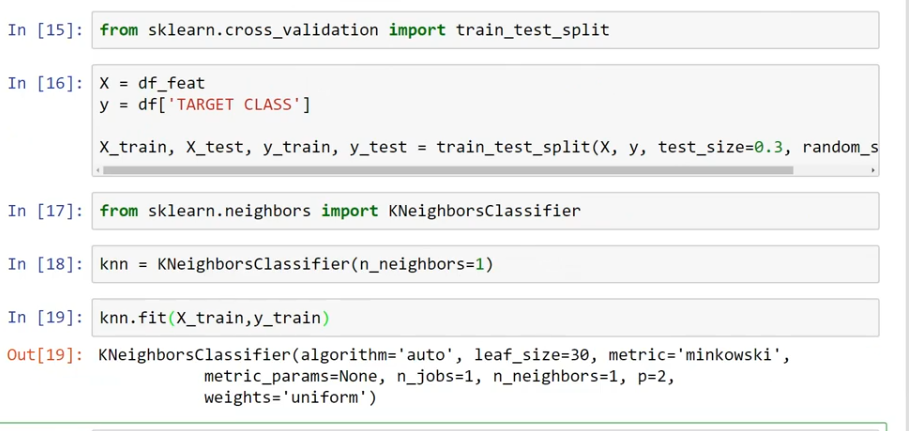 In [15]: from sklearn.cross_validation import train_test_split
In [16]: X = df_feat
y = df['TARGET CLASS']
X_train, X_test, y_train, y_test = train_test_split(X, y, test_size=0.3, random_s
In [17]: from sklearn.neighbors import KNeighborsClassifier
In [18]: knn = KNeighborsClassifier(n_neighbors=1)
In [19]: knn.fit(X_train,y_train)
Out[19]: KNeighborsClassifier(algorithm='auto', leaf_size=30, metric='minkowski',
metric_params=None, n_jobs=1, n_neighbors=1, p=2,
weights='uniform')